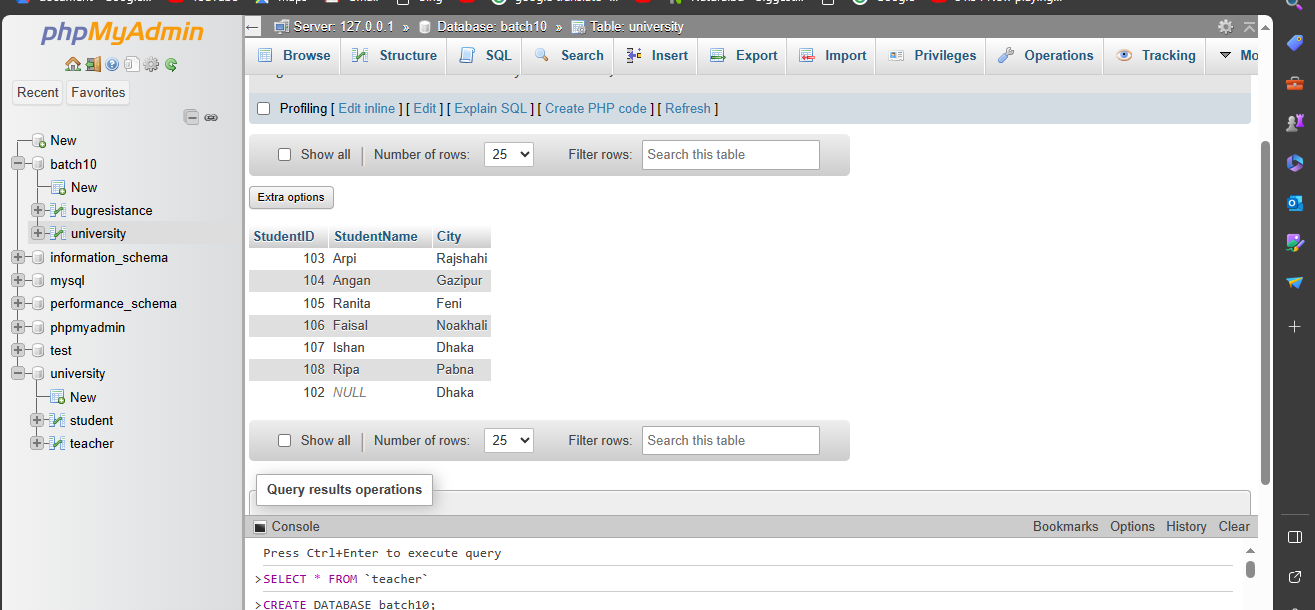 phpMyAdmin
Recent
Favorites
New
batch10
New
bugresistance
university
information_schema
mysql
performance_schema
phpmyadmin
test
university
New
student
teacher
Server: 127.0.0.1 » Database: batch10 » Table: university
Browse Structure SQL Search Insert Export Import Privileges Operations Tracking Mo
Profiling [ Edit inline ] [ Edit ] [ Explain SQL ] [ Create PHP code ] [ Refresh ]
Show all | Number of rows: 25 Filter rows: Search this table
Extra options
StudentID StudentName City
103 Arpi Rajshahi
104 Angan Gazipur
105 Ranita Feni
106 Faisal Noakhali
107 Ishan Dhaka
108 Ripa Pabna
102 NULL Dhaka
Show all | Number of rows: 25 Filter rows: Search this table
Query results operations
Console Bookmarks Options History Clear
Press Ctrl+Enter to execute query
>SELECT * FROM `teacher`
>CREATE DATABASE batch10;